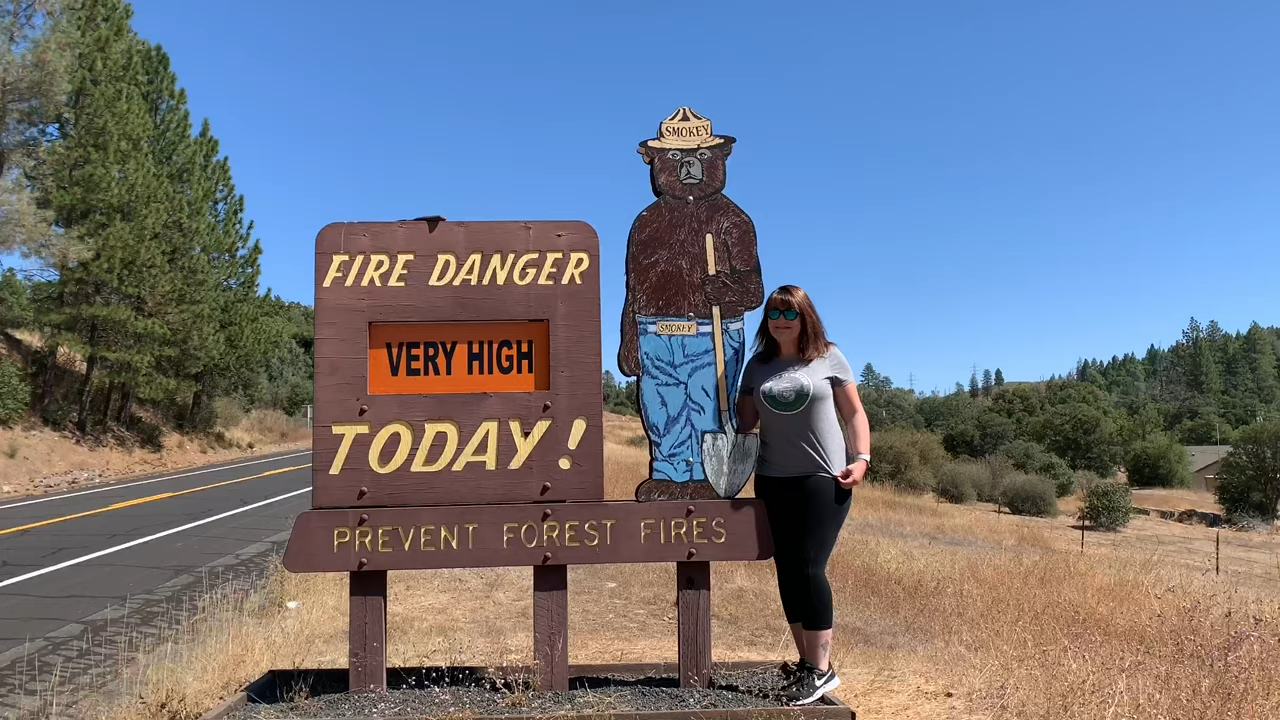 SMOKEY
FIRE DANGER
VERY HIGH
SMOKEY
TODAY!
PREVENT FOREST FIRES